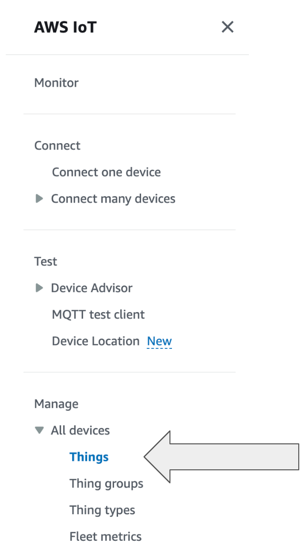 AWS IoT
Monitor
Connect
Connect one device
Connect many devices
Test
Device Advisor
MQTT test client
Device Location New
Manage
All devices
Things
Thing groups
Thing types
Fleet metrics